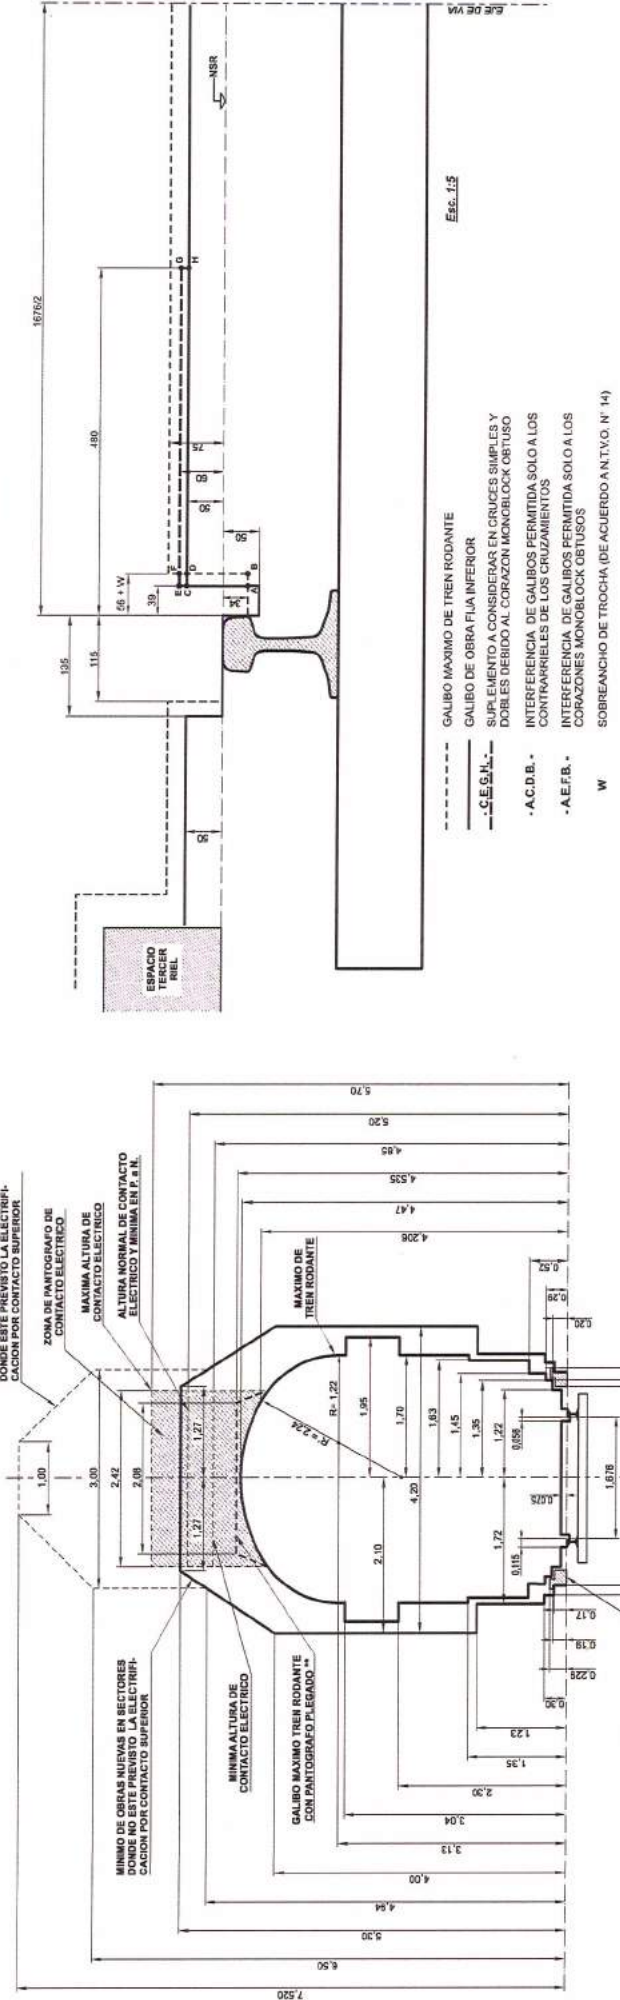 1676/2
480
66 + W
39
135
115
34
50
50
60
75
50
NSR
EJE DE VIA
E
F
G
C
D
H
A
B
ESPACIO
TERCER
RIEL
Esc. 1:5
GALIBO MAXIMO DE TREN RODANTE
GALIBO DE OBRA FIJA INFERIOR
- C.E.G.H. -
SUPLEMENTO A CONSIDERAR EN CRUCES SIMPLES Y
DOBLES DEBIDO AL CORAZON MONOBLOCK OBTUSO
- A.C.D.B. -
INTERFERENCIA DE GALIBOS PERMITIDA SOLO A LOS
CONTRARRIELES DE LOS CRUZAMIENTOS
- A.E.F.B. -
INTERFERENCIA DE GALIBOS PERMITIDA SOLO A LOS
CORAZONES MONOBLOCK OBTUSOS
W
SOBREANCHO DE TROCHA (DE ACUERDO A N.T.V.O. N° 14)
DONDE ESTE PREVISTO LA ELECTRIFI-
CACION POR CONTACTO SUPERIOR
ZONA DE PANTOGRAFO DE
CONTACTO ELECTRICO
MAXIMA ALTURA DE
CONTACTO ELECTRICO
ALTURA NORMAL DE CONTACTO
ELECTRICO Y MINIMA EN P. a N.
MAXIMO DE
TREN RODANTE
MINIMO DE OBRAS NUEVAS EN SECTORES
DONDE NO ESTE PREVISTO LA ELECTRIFI-
CACION POR CONTACTO SUPERIOR
MINIMA ALTURA DE
CONTACTO ELECTRICO
GALIBO MAXIMO TREN RODANTE
CON PANTOGRAFO PLEGADO **
1,00
3,00
2,42
2,08
1,27
1,27
R= 1,22
R'= 2,24
1,95
1,70
1,63
1,45
1,35
1,22
2,10
4,20
1,72
0,056
0,075
0,115
1,676
5,70
5,20
4,85
4,535
4,47
4,206
0,52
0,29
0,20
0,17
0,19
0,229
0,30
1,23
1,35
2,30
3,04
3,13
4,00
4,94
5,30
6,50
7,520